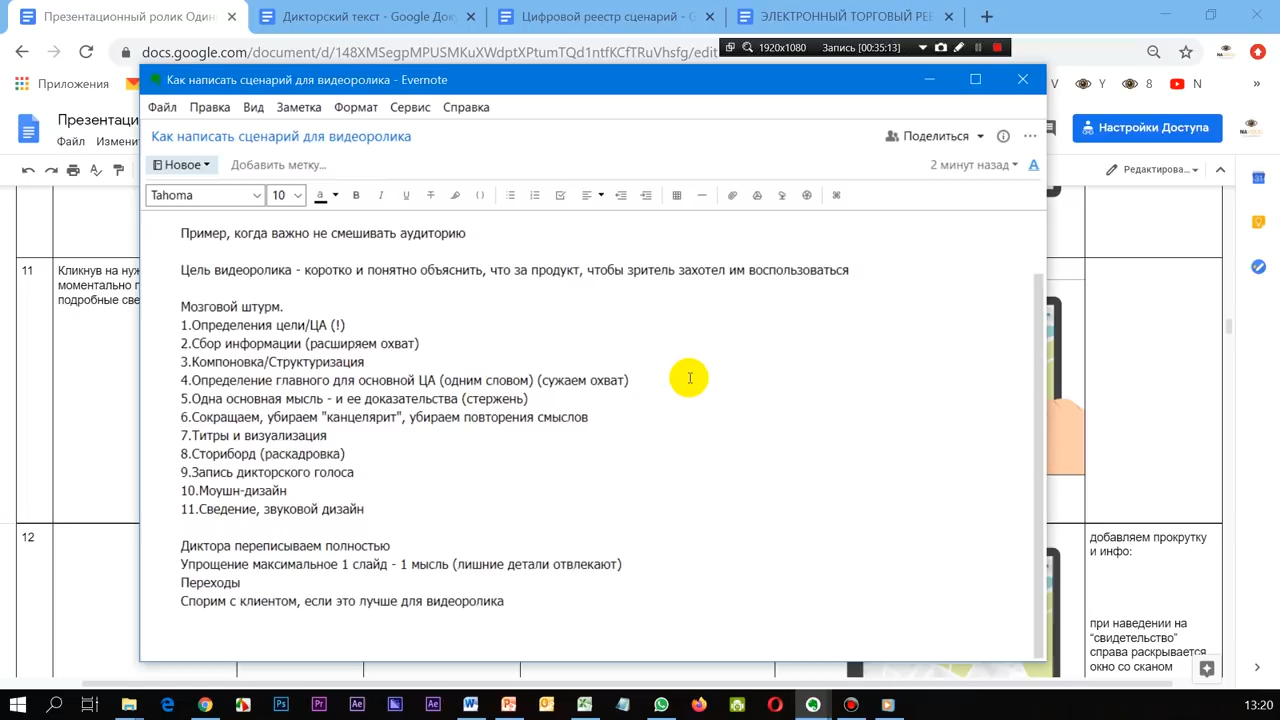 Презентационный ролик Один
Дикторский текст - Google Док
Цифровой реестр сценарий - G
ЭЛЕКТРОННЫЙ ТОРГОВЫЙ РЕЕ
docs.google.com/document/d/148XMSegpMPUSMKuXWdptXPtumTQd1ntfKCfTRuVhsfg/edit
1920x1080
Запись [00:35:13]
Приложения
V
Y
8
N
»
Как написать сценарий для видеоролика - Evernote
Файл
Правка
Вид
Заметка
Формат
Сервис
Справка
Презентац
Файл
Измени
Настройки Доступа
Как написать сценарий для видеоролика
Поделиться
Новое
Добавить метку...
2 минут назад
А
Редактирова...
Tahoma
10
a
B
I
U
T
31
Пример, когда важно не смешивать аудиторию
Цель видеоролика - коротко и понятно объяснить, что за продукт, чтобы зритель захотел им воспользоваться
Мозговой штурм.
1.Определения цели/ЦА (!)
2.Сбор информации (расширяем охват)
3.Компоновка/Структуризация
4.Определение главного для основной ЦА (одним словом) (сужаем охват)
5.Одна основная мысль - и ее доказательства (стержень)
6.Сокращаем, убираем "канцелярит", убираем повторения смыслов
7.Титры и визуализация
8.Сториборд (раскадровка)
9.Запись дикторского голоса
10.Моушн-дизайн
11.Сведение, звуковой дизайн
Диктора переписываем полностью
Упрощение максимальное 1 слайд - 1 мысль (лишние детали отвлекают)
Переходы
Спорим с клиентом, если это лучше для видеоролика
11
Кликнув на нуж
моментально п
подробные све
12
добавляем прокрутку
и инфо:
при наведении на
"свидетельство"
справа раскрывается
окно со сканом
Ps
Pr
Ae
Ae
13:20